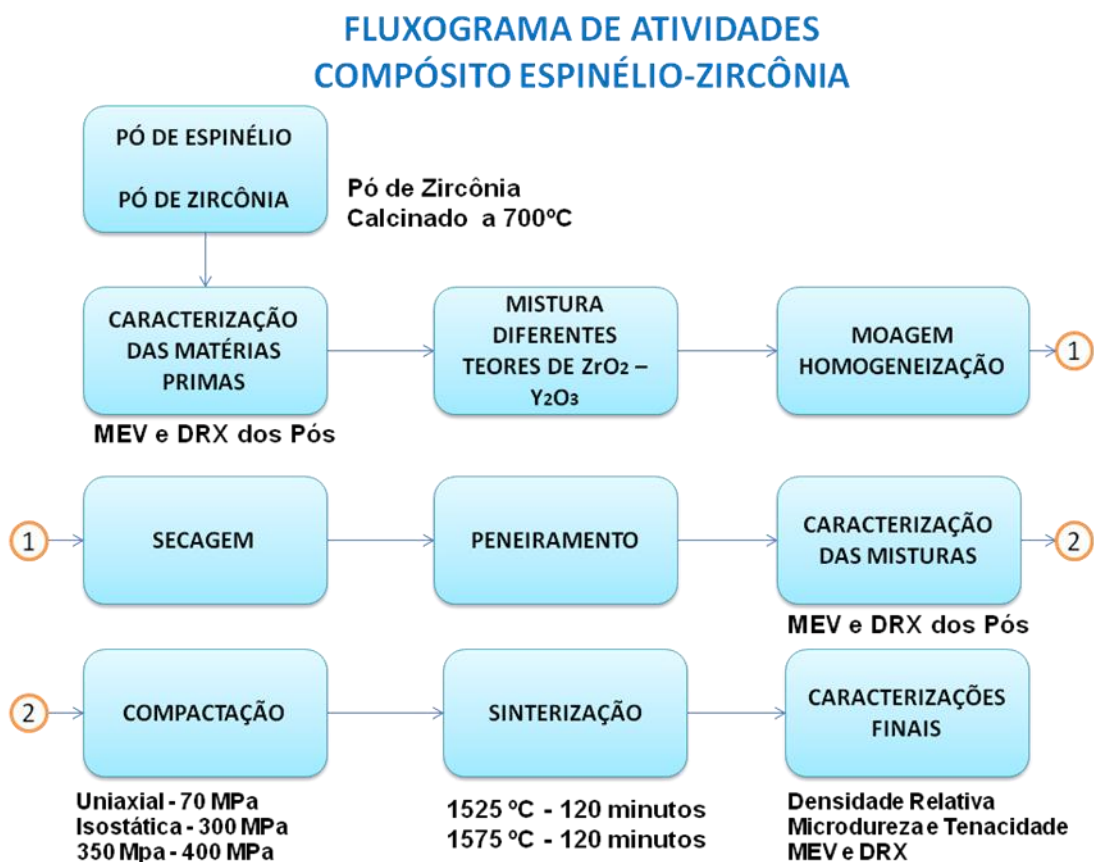 FLUXOGRAMA DE ATIVIDADES
COMPÓSITO ESPINÉLIO-ZIRCÔNIA
PÓ DE ESPINÉLIO
PÓ DE ZIRCÔNIA
Pó de Zircônia
Calcinado a 700ºC
CARACTERIZAÇÃO
DAS MATÉRIAS
PRIMAS
MEV e DRX dos Pós
MISTURA
DIFERENTES
TEORES DE ZrO2 –
Y2O3
MOAGEM
HOMOGENEIZAÇÃO
1
1
SECAGEM
PENEIRAMENTO
CARACTERIZAÇÃO
DAS MISTURAS
MEV e DRX dos Pós
2
2
COMPACTAÇÃO
Uniaxial - 70 MPa
Isostática - 300 MPa
350 Mpa - 400 MPa
SINTERIZAÇÃO
1525 ºC - 120 minutos
1575 ºC - 120 minutos
CARACTERIZAÇÕES
FINAIS
Densidade Relativa
Microdureza e Tenacidade
MEV e DRX